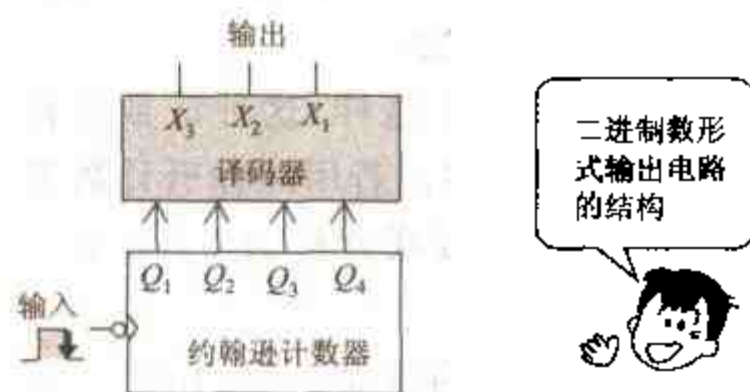 输出
X₃ X₂ X₁
译码器
Q₁ Q₂ Q₃ Q₄
输入
约翰逊计数器
二进制数形
式输出电路
的结构